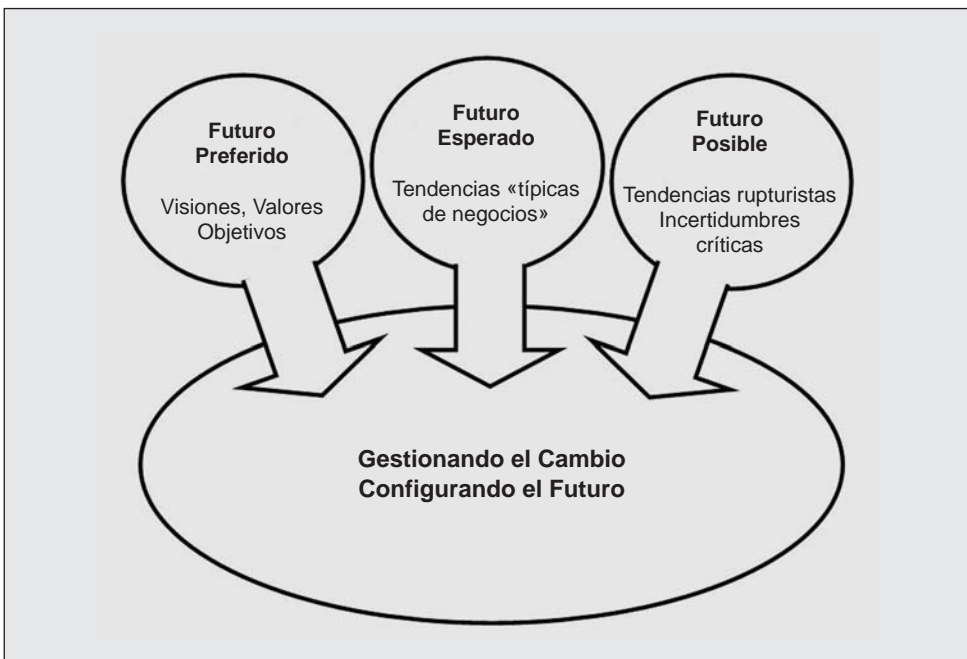 Futuro
Preferido
Visiones, Valores
Objetivos
Futuro
Esperado
Tendencias «típicas
de negocios»
Futuro
Posible
Tendencias rupturistas
Incertidumbres
críticas
Gestionando el Cambio
Configurando el Futuro